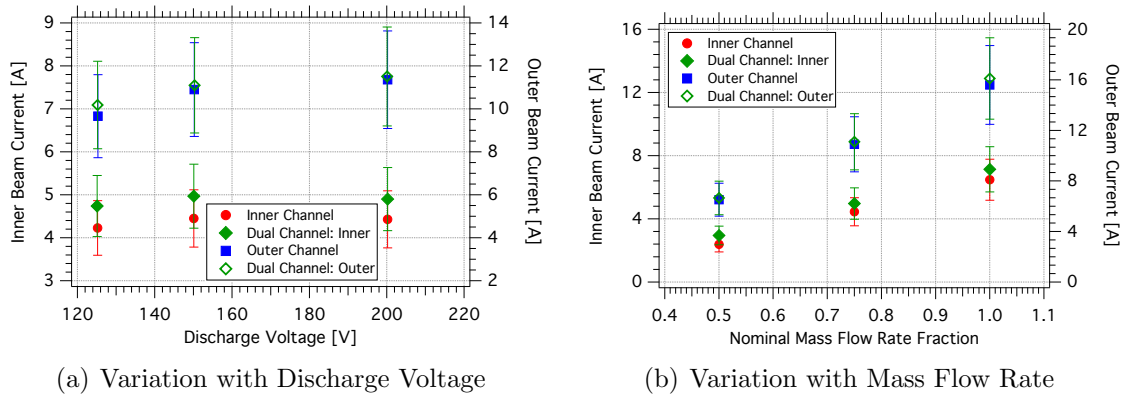 9
8
7
6
5
4
3
Inner Beam Current [A]
14
12
10
8
6
4
2
Outer Beam Current [A]
Inner Channel
Dual Channel: Inner
Outer Channel
Dual Channel: Outer
120 140 160 180 200 220
Discharge Voltage [V]
(a) Variation with Discharge Voltage
16
12
8
4
0
Inner Beam Current [A]
20
16
12
8
4
0
Outer Beam Current [A]
Inner Channel
Dual Channel: Inner
Outer Channel
Dual Channel: Outer
0.4 0.5 0.6 0.7 0.8 0.9 1.0 1.1
Nominal Mass Flow Rate Fraction
(b) Variation with Mass Flow Rate